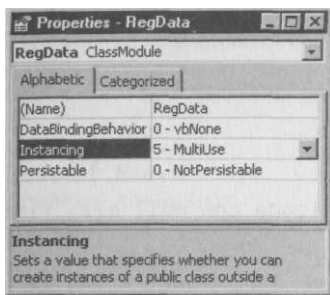 Properties - RegData
RegData ClassModule
Alphabetic Categorized
(Name) RegData
DataBindingBehavior 0 - vbNone
Instancing 5 - MultiUse
Persistable 0 - NotPersistable
Instancing
Sets a value that specifies whether you can
create instances of a public class outside a